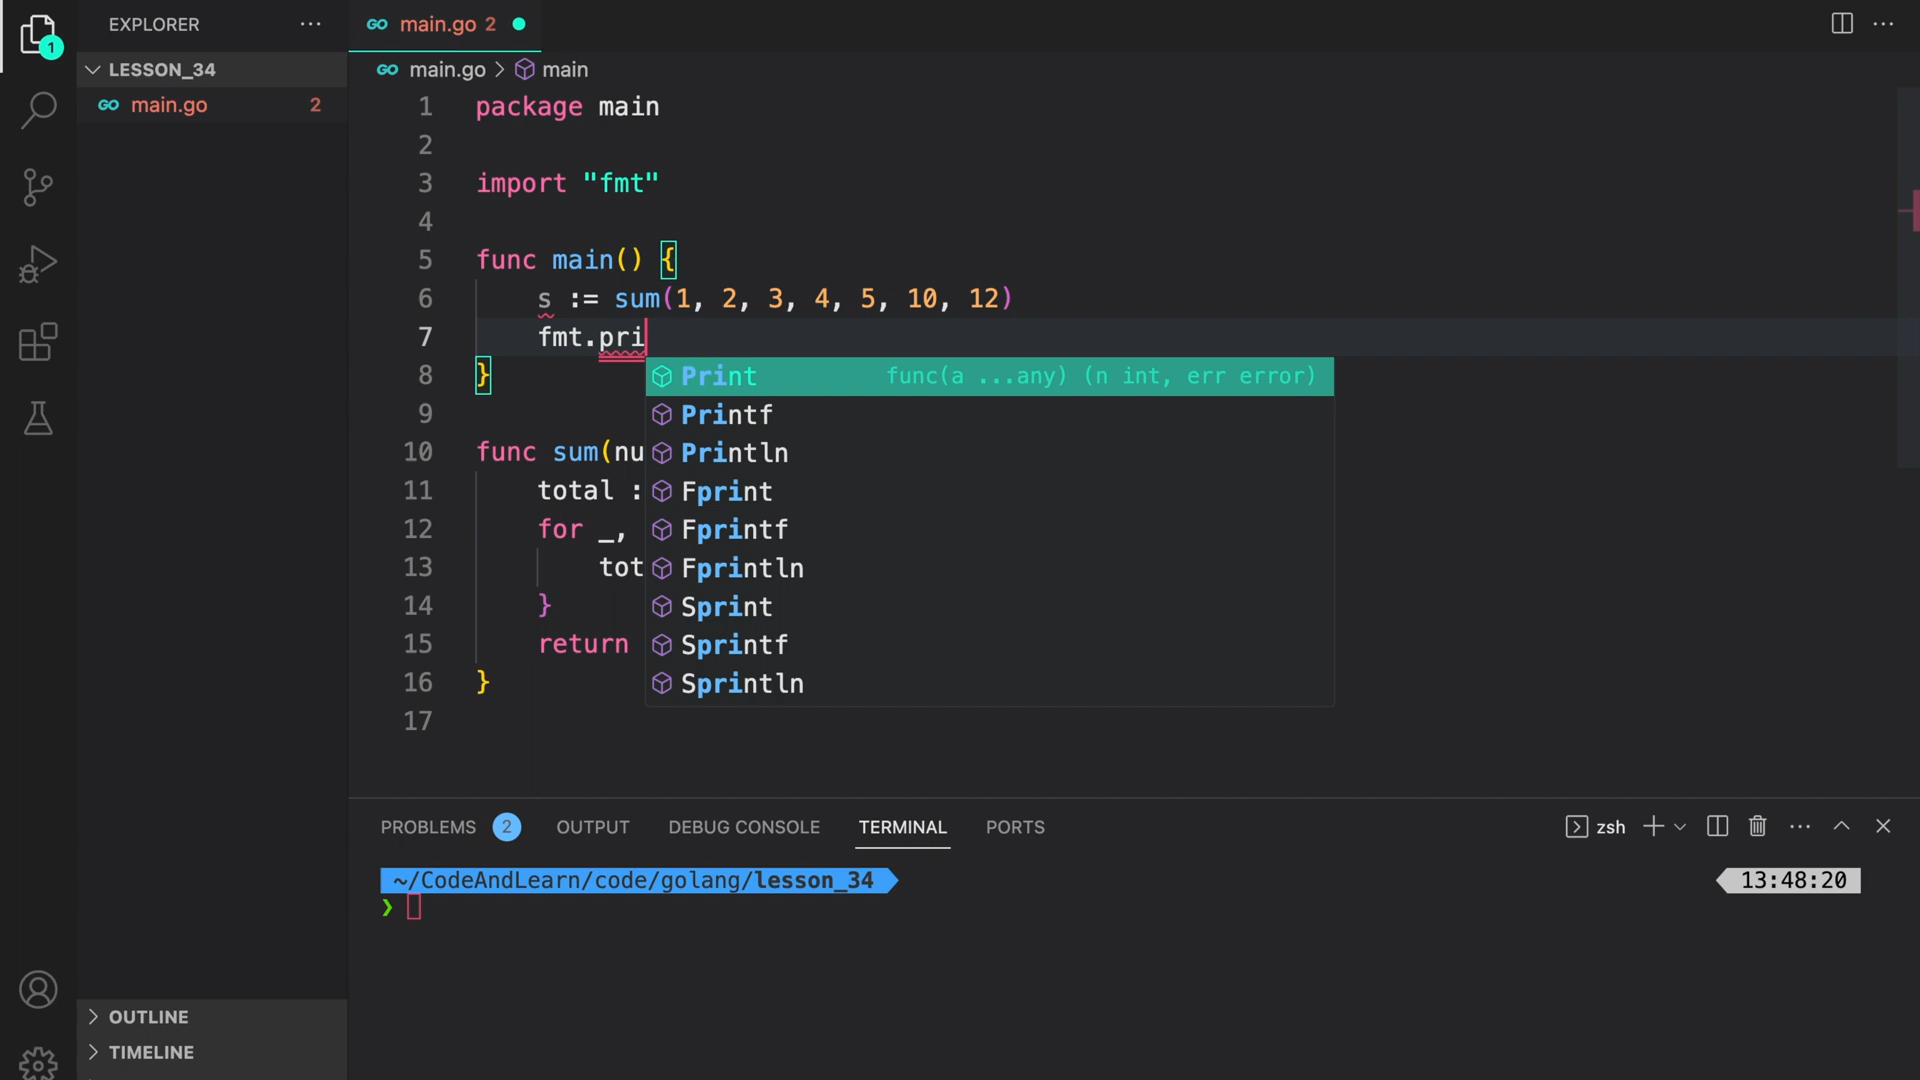 EXPLORER
GO main.go 2
1
LESSON_34
GO main.go > main
GO main.go 2
1 package main
2
3 import "fmt"
4
5 func main() {
6 s := sum(1, 2, 3, 4, 5, 10, 12)
7 fmt.pri
8 }
Print func(a ...any) (n int, err error)
Printf
9
10 func sum(nu
Println
11 total :
Fprint
12 for _,
Fprintf
13 tot
Fprintln
14 }
Sprint
15 return
Sprintf
16 }
Sprintln
17
PROBLEMS 2 OUTPUT DEBUG CONSOLE TERMINAL PORTS
zsh
~/CodeAndLearn/code/golang/lesson_34
13:48:20
❯
OUTLINE
TIMELINE